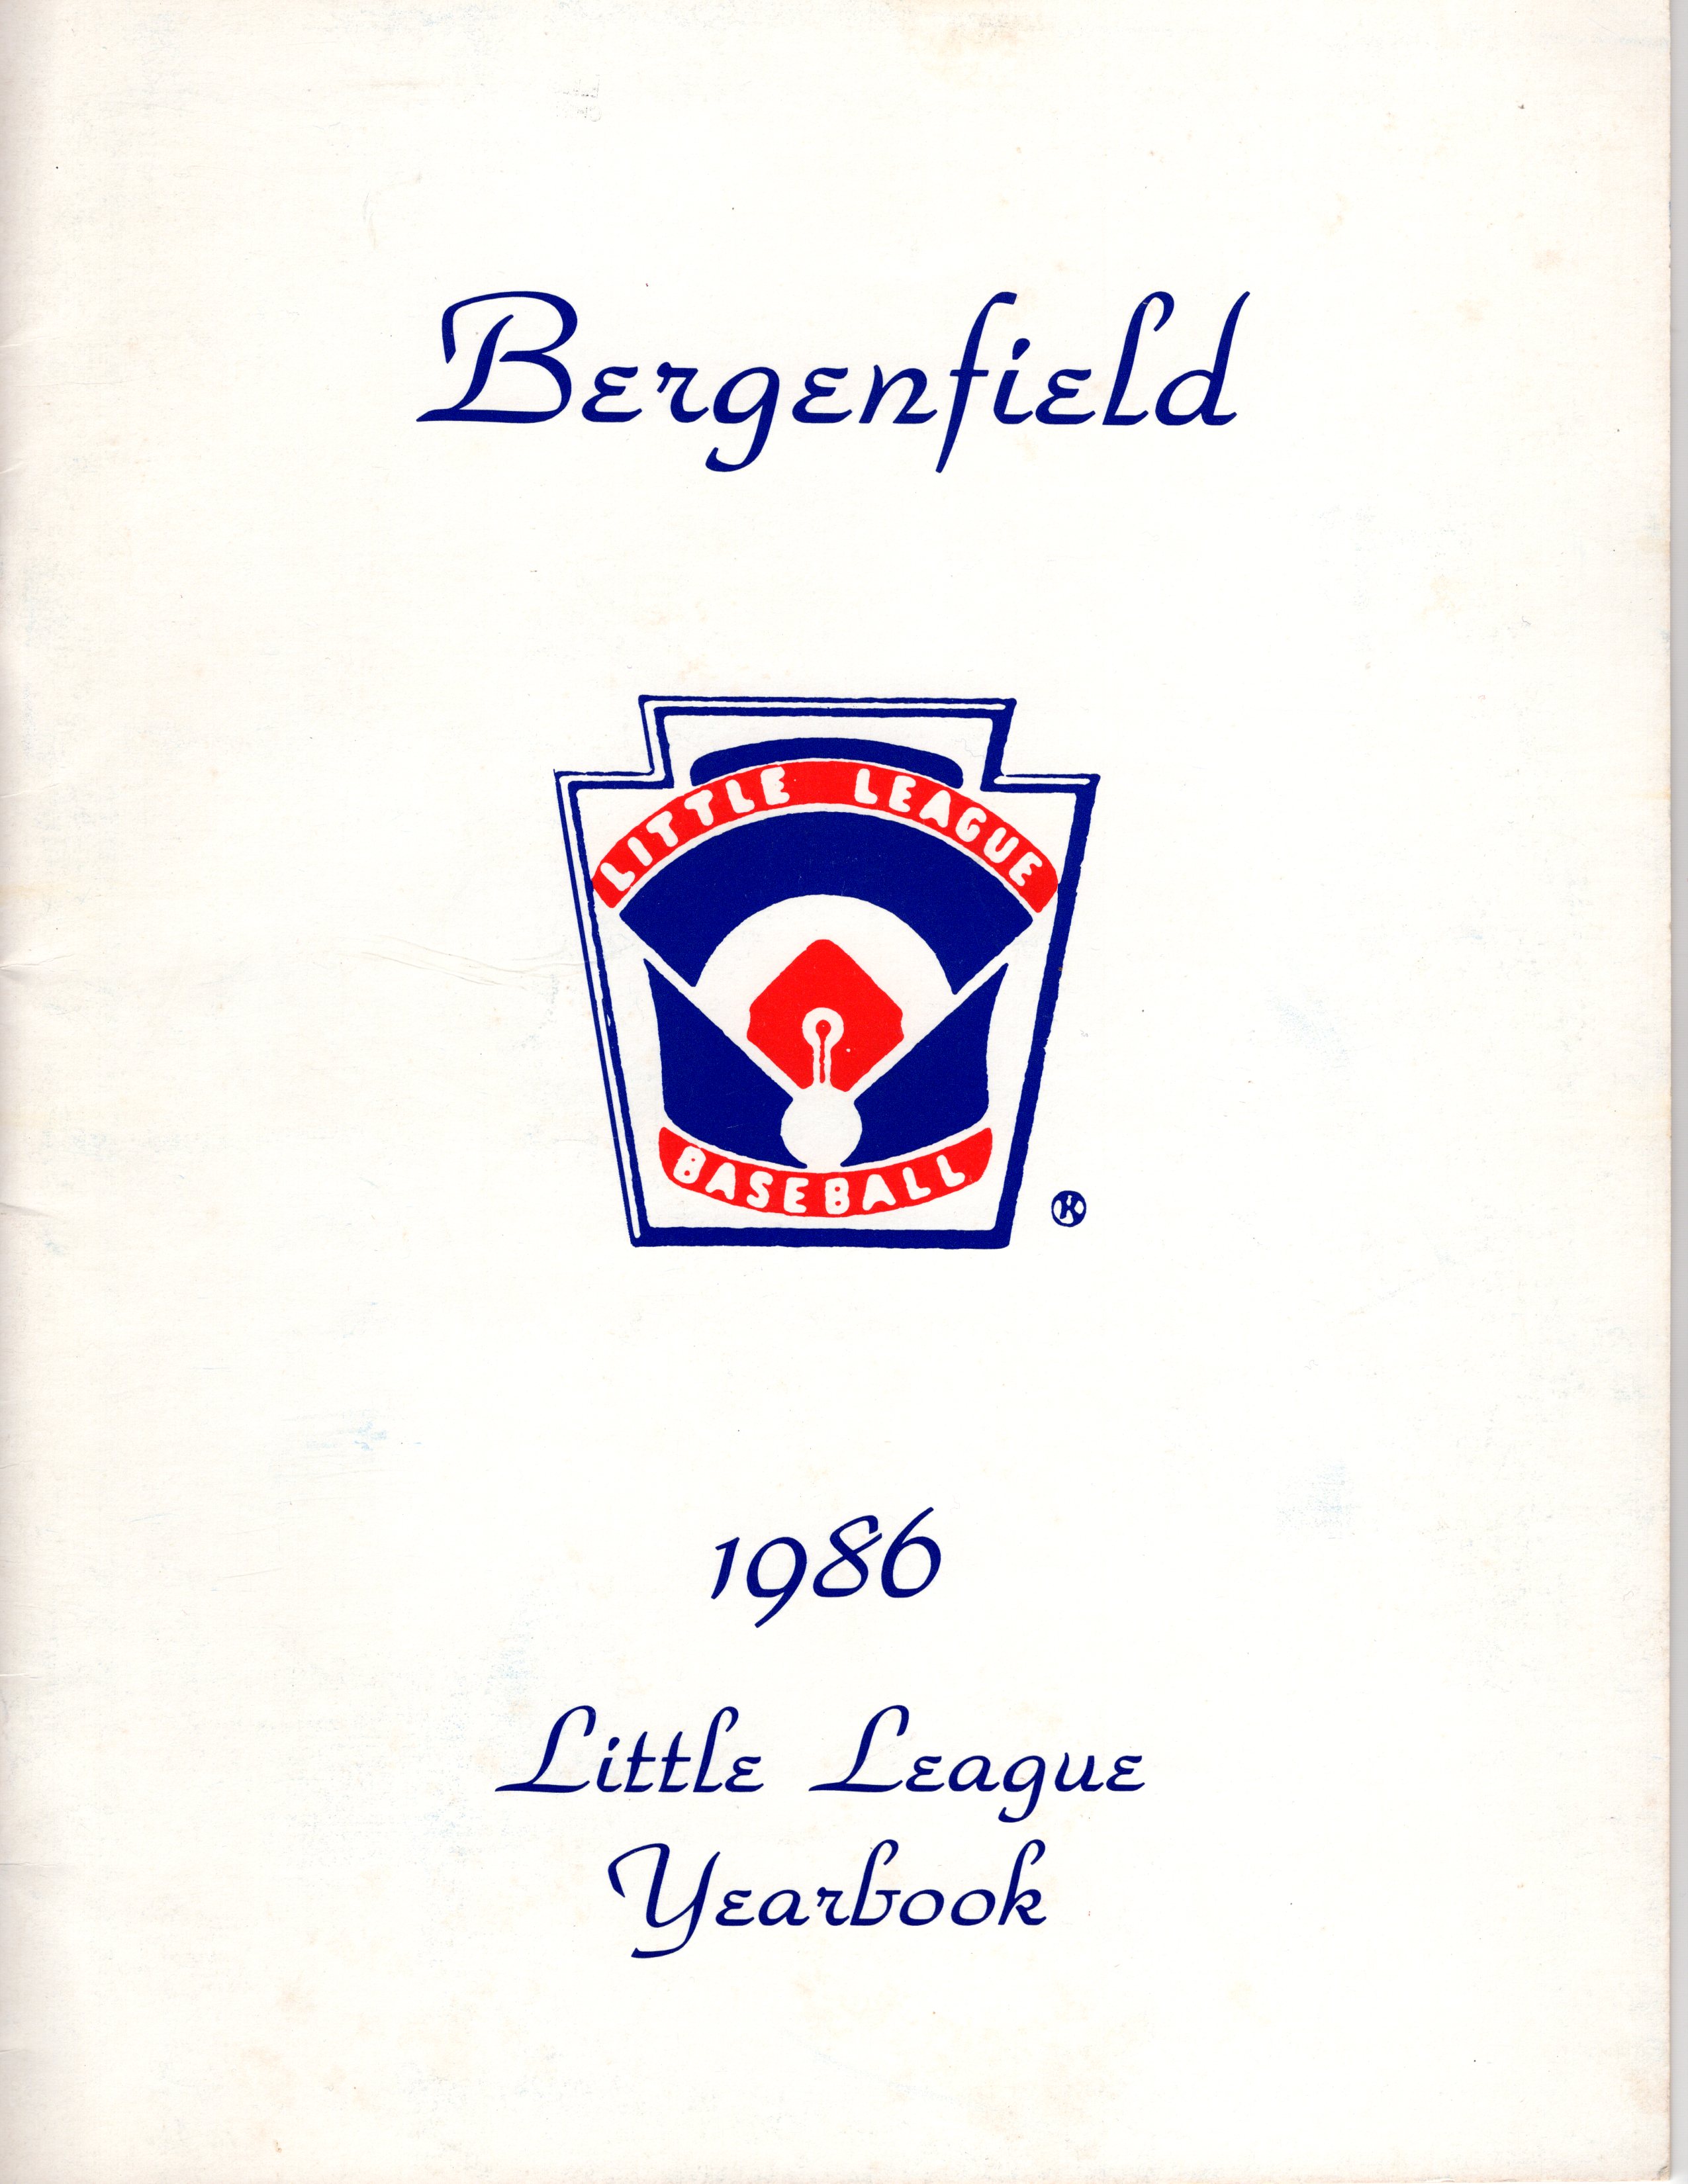 Bergenfield
LITTLE LEAGUE
BASEBALL
®
1986
Little League
Yearbook